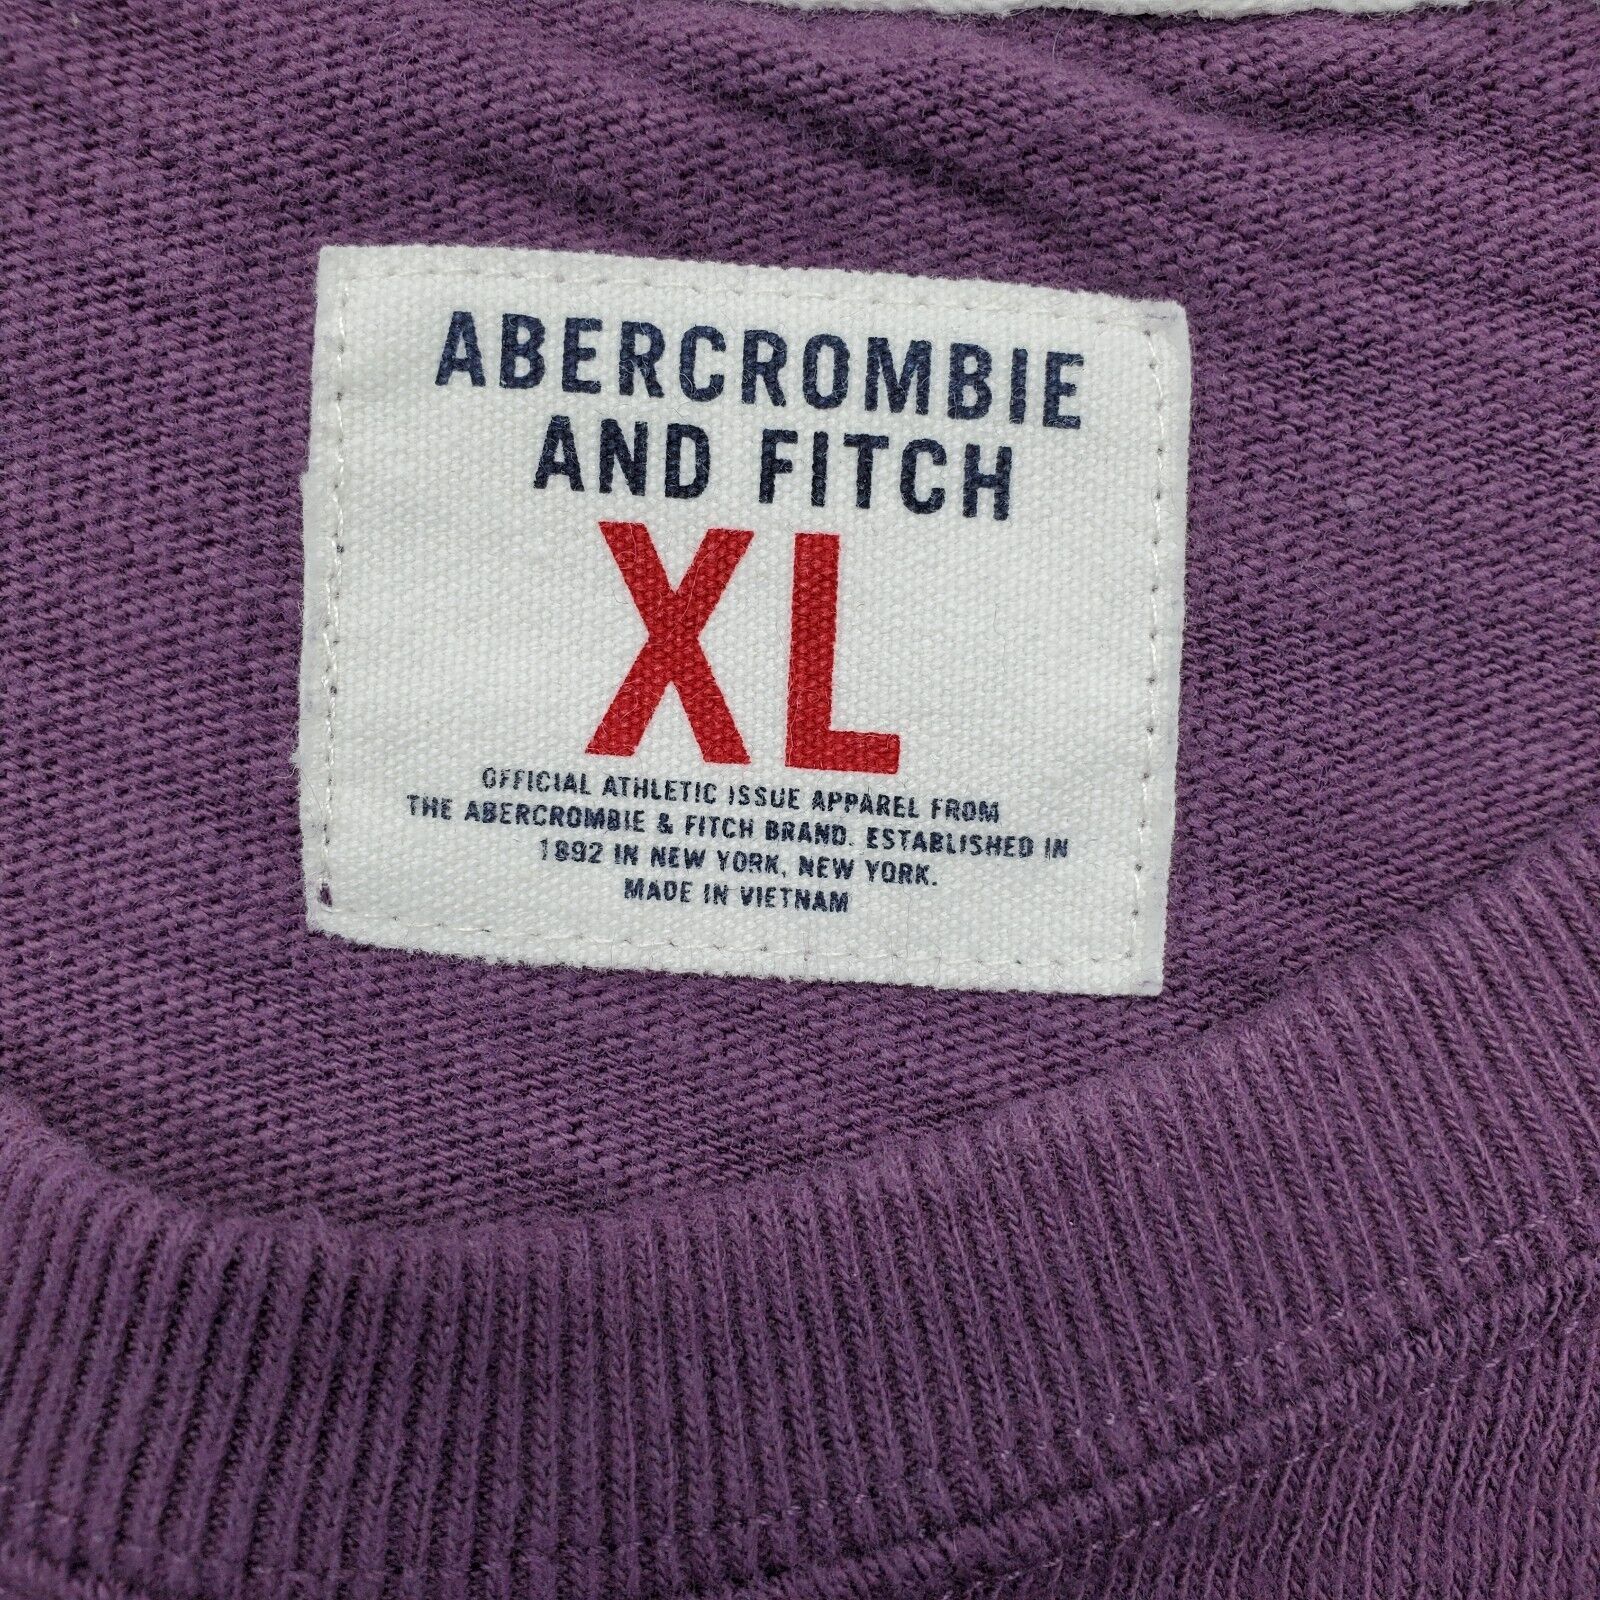 ABERCROMBIE
AND FITCH
XL
OFFICIAL ATHLETIC ISSUE APPAREL FROM
THE ABERCROMBIE & FITCH BRAND. ESTABLISHED IN
1892 IN NEW YORK, NEW YORK.
MADE IN VIETNAM